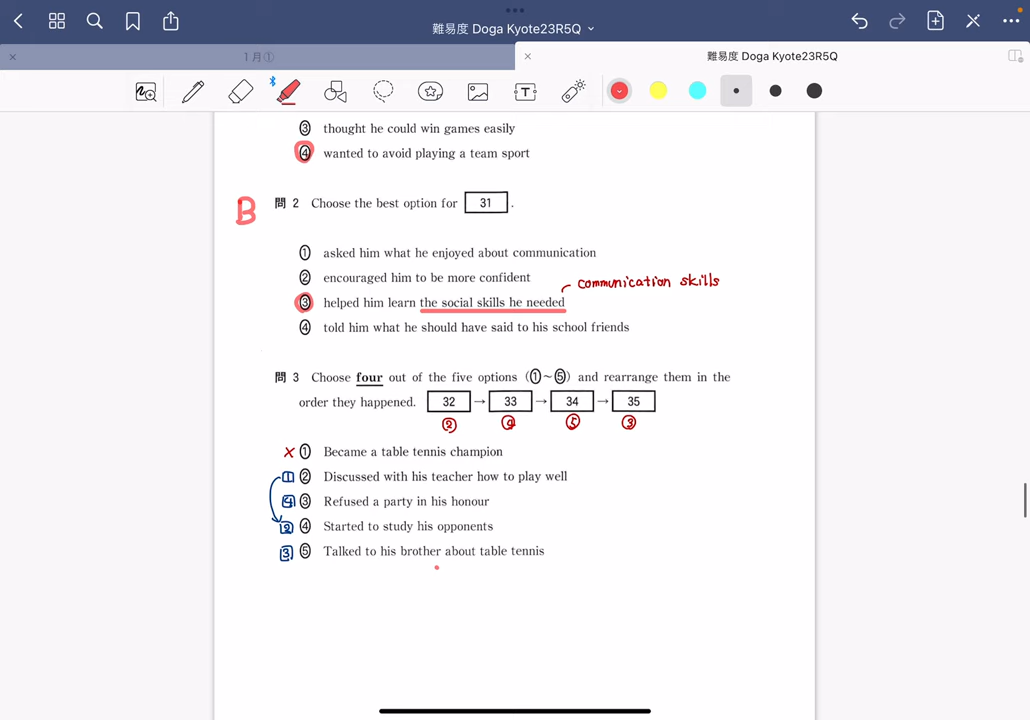 難易度 Doga Kyote23R5Q
1 月①
難易度 Doga Kyote23R5Q
③ thought he could win games easily
④ wanted to avoid playing a team sport
B
問 2 Choose the best option for 31 .
① asked him what he enjoyed about communication
② encouraged him to be more confident
communication skills
③ helped him learn the social skills he needed
④ told him what he should have said to his school friends
問 3 Choose four out of the five options (①~⑤) and rearrange them in the
order they happened. 32 → 33 → 34 → 35
② ④ ⑤ ③
× ① Became a table tennis champion
1 ② Discussed with his teacher how to play well
4 ③ Refused a party in his honour
2 ④ Started to study his opponents
3 ⑤ Talked to his brother about table tennis